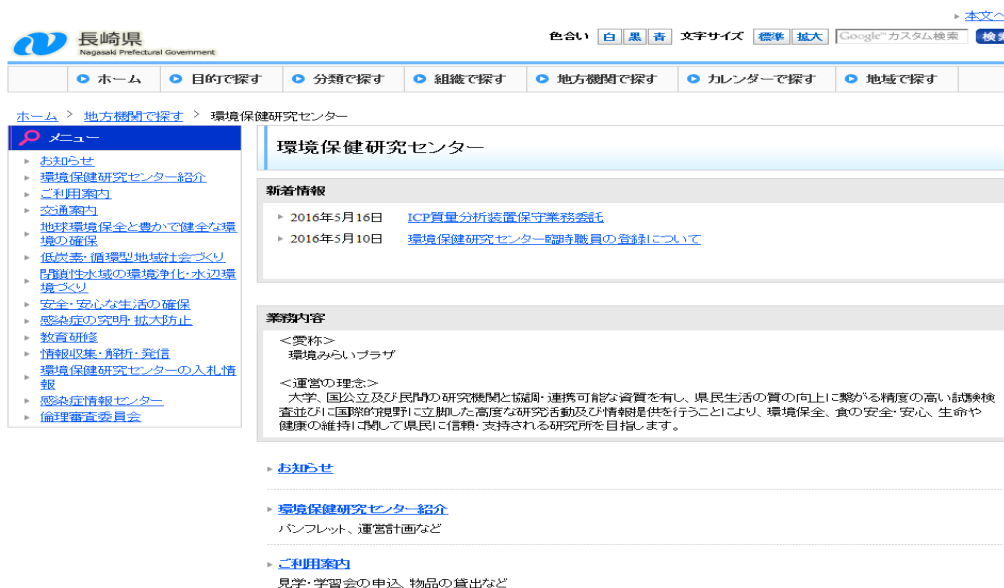 本文へ
長崎県
Nagasaki Prefectural Government
色合い 白 黒 青 文字サイズ 標準 拡大 Google™カスタム検索 検索
ホーム 目的で探す 分類で探す 組織で探す 地方機関で探す カレンダーで探す 地域で探す
ホーム > 地方機関で探す > 環境保健研究センター
メニュー
お知らせ
環境保健研究センター紹介
ご利用案内
交通案内
地球環境保全と豊かで健全な環
境の確保
低炭素・循環型地域社会づくり
閉鎖性水域の環境浄化・水辺環
境づくり
安全・安心な生活の確保
感染症の究明・拡大防止
教育研修
情報収集・解析・発信
環境保健研究センターの入札情
報
感染症情報センター
倫理審査委員会
環境保健研究センター
新着情報
2016年5月16日 ICP質量分析装置保守業務委託
2016年5月10日 環境保健研究センター臨時職員の登録について
業務内容
<愛称>
環境みらいプラザ
<運営の理念>
大学、国公立及び民間の研究機関と協調・連携可能な資質を有し、県民生活の質の向上に繋がる精度の高い試験検
査並びに国際的視野に立脚した高度な研究活動及び情報提供を行うことにより、環境保全、食の安全・安心、生命や
健康の維持に関して県民に信頼・支持される研究所を目指します。
お知らせ
環境保健研究センター紹介
パンフレット、運営計画など
ご利用案内
見学・学習会の申込、物品の貸出など